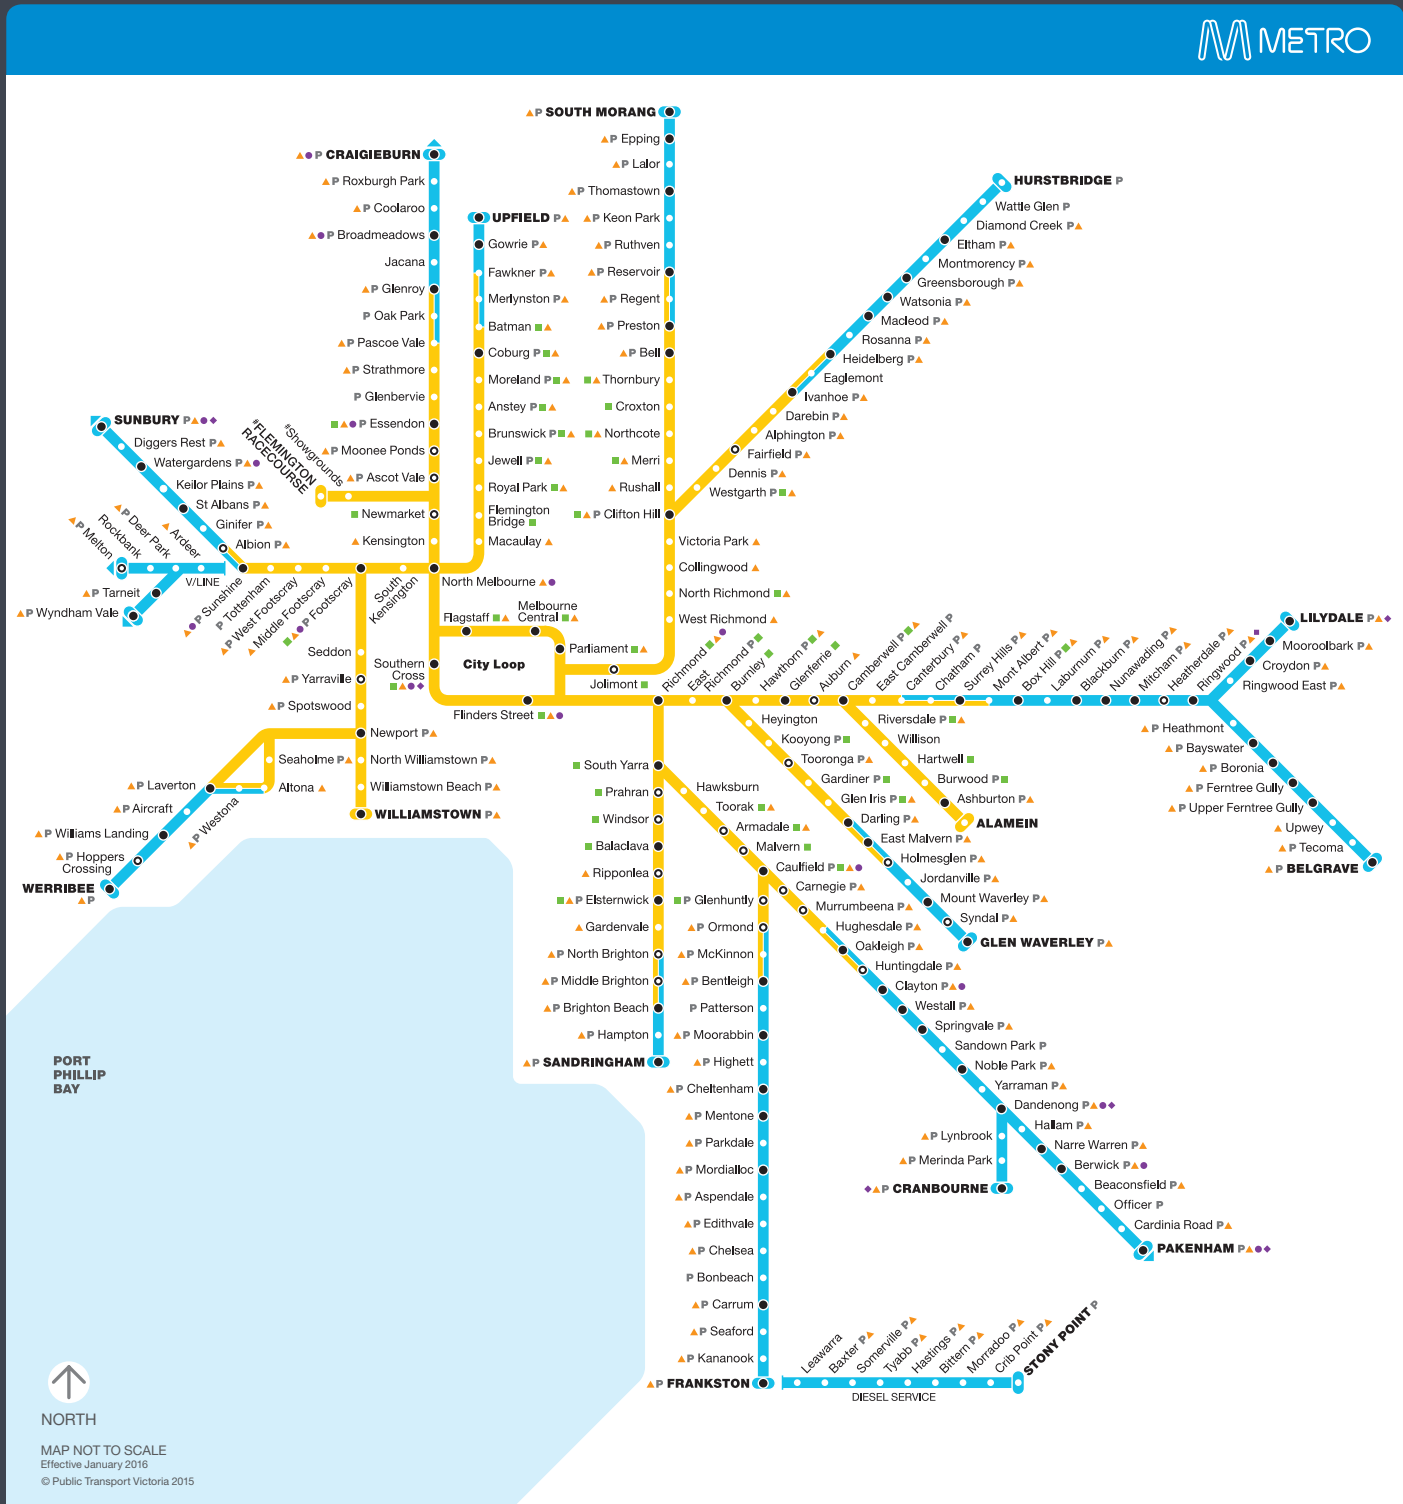 METRO
SOUTH MORANG
P Epping
P Lalor
P Thomastown
P Keon Park
P Ruthven
P Reservoir
P Regent
P Preston
P Bell
Thornbury
Croxton
Northcote
Merri
Rushall
P Clifton Hill
Victoria Park
Collingwood
North Richmond
West Richmond
Jolimont
P CRAIGIEBURN
P Roxburgh Park
P Coolaroo
P Broadmeadows
Jacana
P Glenroy
P Oak Park
P Pascoe Vale
P Strathmore
P Glenbervie
P Essendon
P Moonee Ponds
P Ascot Vale
Newmarket
Kensington
North Melbourne
UPFIELD P
Gowrie P
Fawkner P
Merlynston P
Batman
Coburg P
Moreland P
Anstey P
Brunswick P
Jewell P
Royal Park
Flemington
Bridge
Macaulay
HURSTBRIDGE P
Wattle Glen P
Diamond Creek P
Eltham P
Montmorency P
Greensborough P
Watsonia P
Macleod P
Rosanna P
Heidelberg P
Eaglemont
Ivanhoe P
Darebin P
Alphington P
Fairfield P
Dennis P
Westgarth P
#Showgrounds
#FLEMINGTON
RACECOURSE
SUNBURY P
Diggers Rest P
Watergardens P
Keilor Plains P
St Albans P
Ginifer P
Albion P
P Melton
Rockbank
P Deer Park
Ardeer
V/LINE
P Tarneit
P Wyndham Vale
P Sunshine
P Tottenham
P West Footscray
Middle Footscray
P Footscray
South
Kensington
Seddon
P Yarraville
P Spotswood
Newport P
Seaholme P
North Williamstown P
Altona
Williamstown Beach P
WILLIAMSTOWN P
P Westona
P Laverton
P Aircraft
P Williams Landing
P Hoppers
Crossing
WERRIBEE
P
Flagstaff
Melbourne
Central
Parliament
City Loop
Southern
Cross
Flinders Street
Richmond
East
Richmond P
Burnley
Hawthorn P
Glenferrie
Auburn
Camberwell P
East Camberwell P
Canterbury P
Chatham P
Surrey Hills P
Mont Albert P
Box Hill P
Laburnum P
Blackburn P
Nunawading P
Mitcham P
Heatherdale P
Ringwood P
LILYDALE P
Mooroolbark P
Croydon P
Ringwood East P
P Heathmont
P Bayswater
P Boronia
P Ferntree Gully
P Upper Ferntree Gully
Upwey
P Tecoma
P BELGRAVE
Riversdale P
Willison
Hartwell
Burwood P
Ashburton P
ALAMEIN
Heyington
Kooyong P
Tooronga P
Gardiner P
Glen Iris P
Darling P
East Malvern P
Holmesglen P
Jordanville P
Mount Waverley P
Syndal P
GLEN WAVERLEY P
South Yarra
Prahran
Windsor
Balaclava
Ripponlea
P Elsternwick
Gardenvale
P North Brighton
P Middle Brighton
P Brighton Beach
P Hampton
P SANDRINGHAM
Hawksburn
Toorak
Armadale
Malvern
Caulfield P
Carnegie P
Murrumbeena P
Hughesdale P
Oakleigh P
Huntingdale P
Clayton P
Westall P
Springvale P
Sandown Park P
Noble Park P
Yarraman P
Dandenong P
Hallam P
Narre Warren P
Berwick P
Beaconsfield P
Officer P
Cardinia Road P
PAKENHAM P
P Lynbrook
P Merinda Park
P CRANBOURNE
P Glenhuntly
P Ormond
P McKinnon
P Bentleigh
P Patterson
P Moorabbin
P Highett
P Cheltenham
P Mentone
P Parkdale
P Mordialloc
P Aspendale
P Edithvale
P Chelsea
P Bonbeach
P Carrum
P Seaford
P Kananook
P FRANKSTON
Leawarra
Baxter P
Somerville P
Tyabb P
Hastings P
Bittern P
Morradoo P
Crib Point P
STONY POINT P
DIESEL SERVICE
PORT
PHILLIP
BAY
NORTH
MAP NOT TO SCALE
Effective January 2016
© Public Transport Victoria 2015